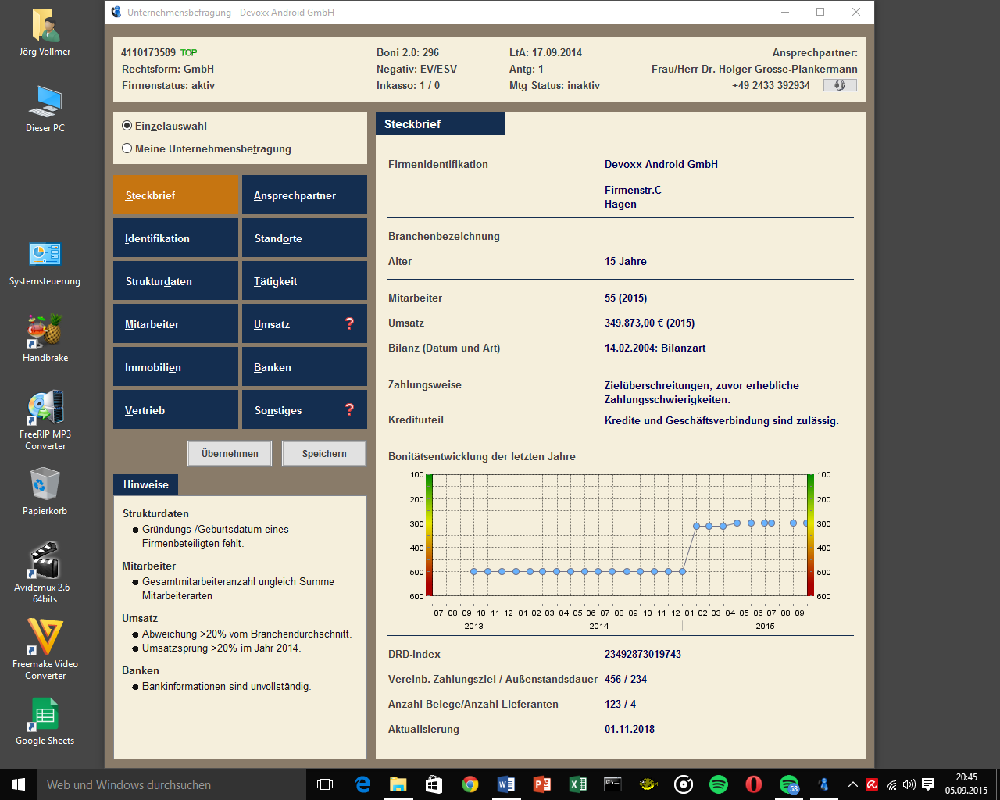 Jörg Vollmer
Dieser PC
Systemsteuerung
Handbrake
FreeRIP MP3
Converter
Papierkorb
Avidemux 2.6 -
64bits
Freemake Video
Converter
Google Sheets
Unternehmensbefragung - Devoxx Android GmbH
4110173589 TOP
Rechtsform: GmbH
Firmenstatus: aktiv
Boni 2.0: 296
Negativ: EV/ESV
Inkasso: 1 / 0
LtA: 17.09.2014
Antg: 1
Mtg-Status: inaktiv
Ansprechpartner:
Frau/Herr Dr. Holger Grosse-Plankermann
+49 2433 392934
Einzelauswahl
Meine Unternehmensbefragung
Steckbrief
Ansprechpartner
Identifikation
Standorte
Strukturdaten
Tätigkeit
Mitarbeiter
Umsatz ?
Immobilien
Banken
Vertrieb
Sonstiges ?
Übernehmen
Speichern
Hinweise
Strukturdaten
Gründungs-/Geburtsdatum eines
Firmenbeteiligten fehlt.
Mitarbeiter
Gesamtmitarbeiteranzahl ungleich Summe
Mitarbeiterarten
Umsatz
Abweichung >20% vom Branchendurchschnitt.
Umsatzsprung >20% im Jahr 2014.
Banken
Bankinformationen sind unvollständig.
Steckbrief
Firmenidentifikation Devoxx Android GmbH
Firmenstr.C
Hagen
Branchenbezeichnung
Alter 15 Jahre
Mitarbeiter 55 (2015)
Umsatz 349.873,00 € (2015)
Bilanz (Datum und Art) 14.02.2004: Bilanzart
Zahlungsweise Zielüberschreitungen, zuvor erhebliche
Zahlungsschwierigkeiten.
Krediturteil Kredite und Geschäftsverbindung sind zulässig.
Bonitätsentwicklung der letzten Jahre
100 100
200 200
300 300
400 400
500 500
600 600
07 08 09 10 11 12 01 02 03 04 05 06 07 08 09 10 11 12 01 02 03 04 05 06 07 08 09
2013 2014 2015
DRD-Index 23492873019743
Vereinb. Zahlungsziel / Außenstandsdauer 456 / 234
Anzahl Belege/Anzahl Lieferanten 123 / 4
Aktualisierung 01.11.2018
Web und Windows durchsuchen
58
20:45
05.09.2015